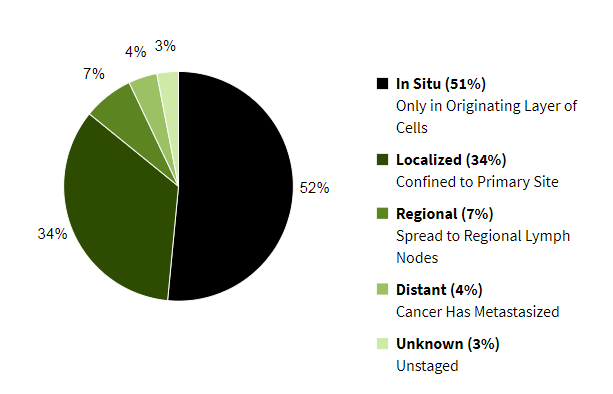 4%
3%
7%
52%
34%
In Situ (51%)
Only in Originating Layer of
Cells
Localized (34%)
Confined to Primary Site
Regional (7%)
Spread to Regional Lymph
Nodes
Distant (4%)
Cancer Has Metastasized
Unknown (3%)
Unstaged